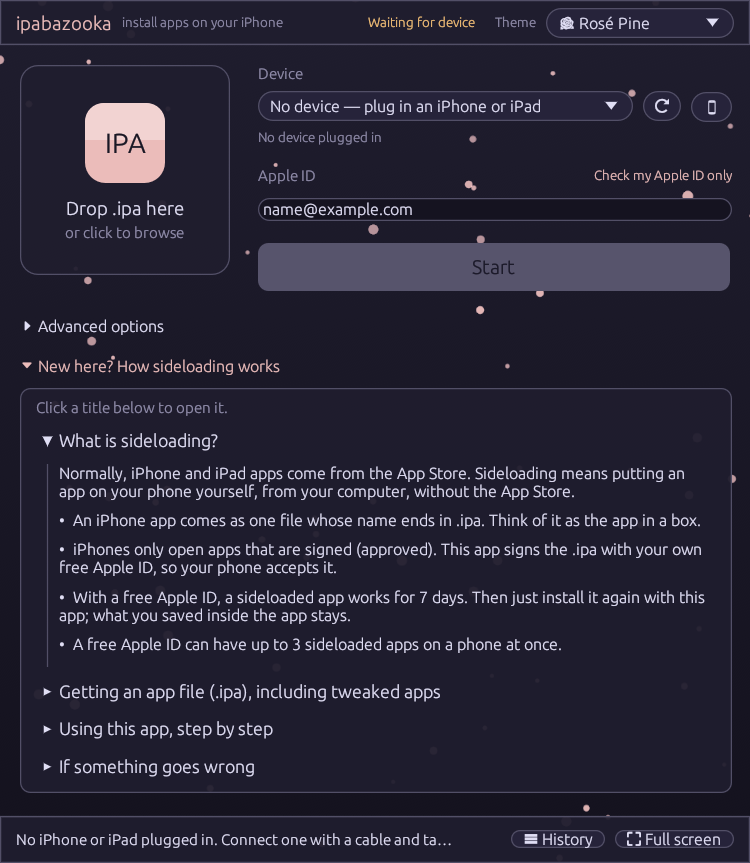 ipabazooka install apps on your iPhone Waiting for device Theme Rosé Pine
IPA
Drop .ipa here
or click to browse
Device
No device — plug in an iPhone or iPad
No device plugged in
Apple ID Check my Apple ID only
name@example.com
Start
Advanced options
New here? How sideloading works
Click a title below to open it.
What is sideloading?
Normally, iPhone and iPad apps come from the App Store. Sideloading means putting an
app on your phone yourself, from your computer, without the App Store.
• An iPhone app comes as one file whose name ends in .ipa. Think of it as the app in a box.
• iPhones only open apps that are signed (approved). This app signs the .ipa with your own
free Apple ID, so your phone accepts it.
• With a free Apple ID, a sideloaded app works for 7 days. Then just install it again with this
app; what you saved inside the app stays.
• A free Apple ID can have up to 3 sideloaded apps on a phone at once.
Getting an app file (.ipa), including tweaked apps
Using this app, step by step
If something goes wrong
No iPhone or iPad plugged in. Connect one with a cable and ta… History Full screen